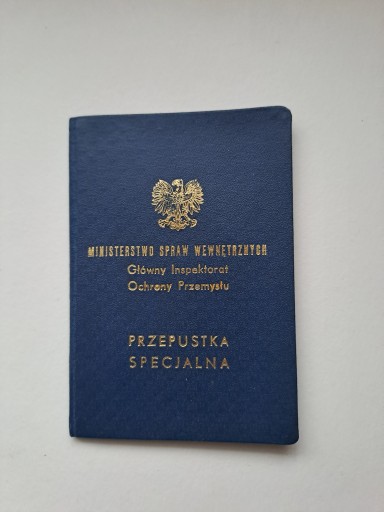 MINISTERSTWO SPRAW WEWNĘTRZNYCH
Główny Inspektorat
Ochrony Przemysłu
PRZEPUSTKA
SPECJALNA